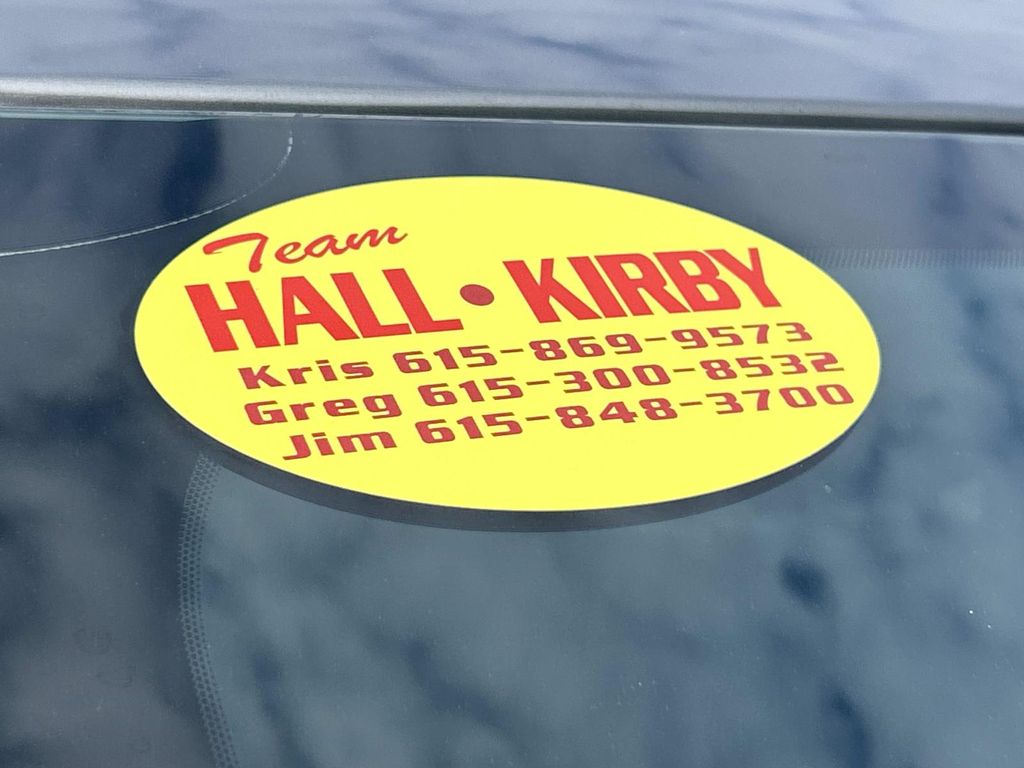 Team
HALL • KIRBY
Kris 615-869-9573
Greg 615-300-8532
Jim 615-848-3700